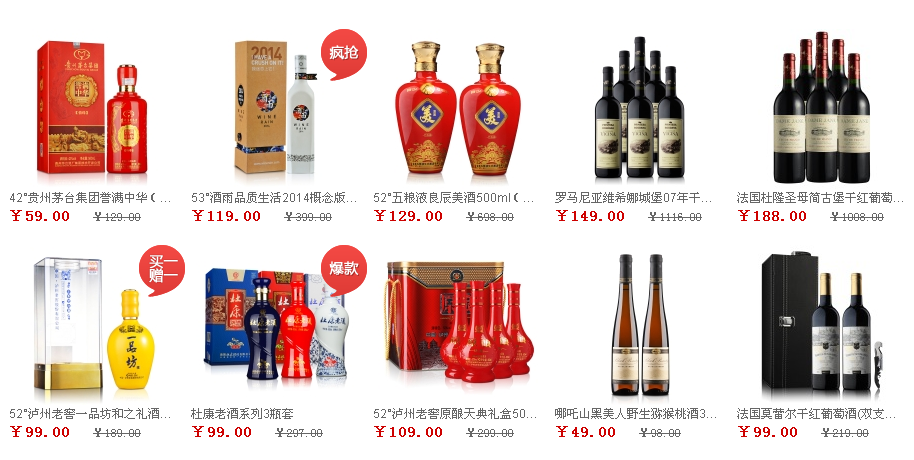 疯抢
2014
42°贵州茅台集团誉满中华
53°酒雨品质生活2014概念版...
52°五粮液良辰美酒500ml
罗马尼亚维希娜城堡07年干...
法国杜隆圣母简古堡干红葡萄...
￥59.00 ￥129.00
￥119.00 ￥399.00
￥129.00 ￥698.00
￥149.00 ￥1116.00
￥188.00 ￥1008.00
买一
赠一
爆款
52°泸州老窖一品坊和之礼酒...
杜康老酒系列3瓶套
52°泸州老窖原酿天典礼盒50...
哪吒山黑美人野生猕猴桃酒3...
法国莫蕾尔干红葡萄酒(双支...
￥99.00 ￥189.00
￥99.00 ￥297.00
￥109.00 ￥299.00
￥49.00 ￥98.00
￥99.00 ￥219.00